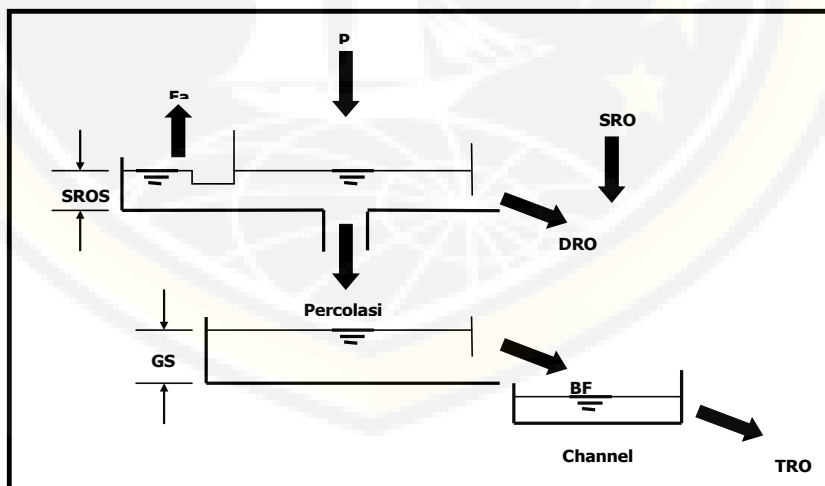 P
Ea
SRO
SROS
DRO
Percolasi
GS
BF
Channel
TRO